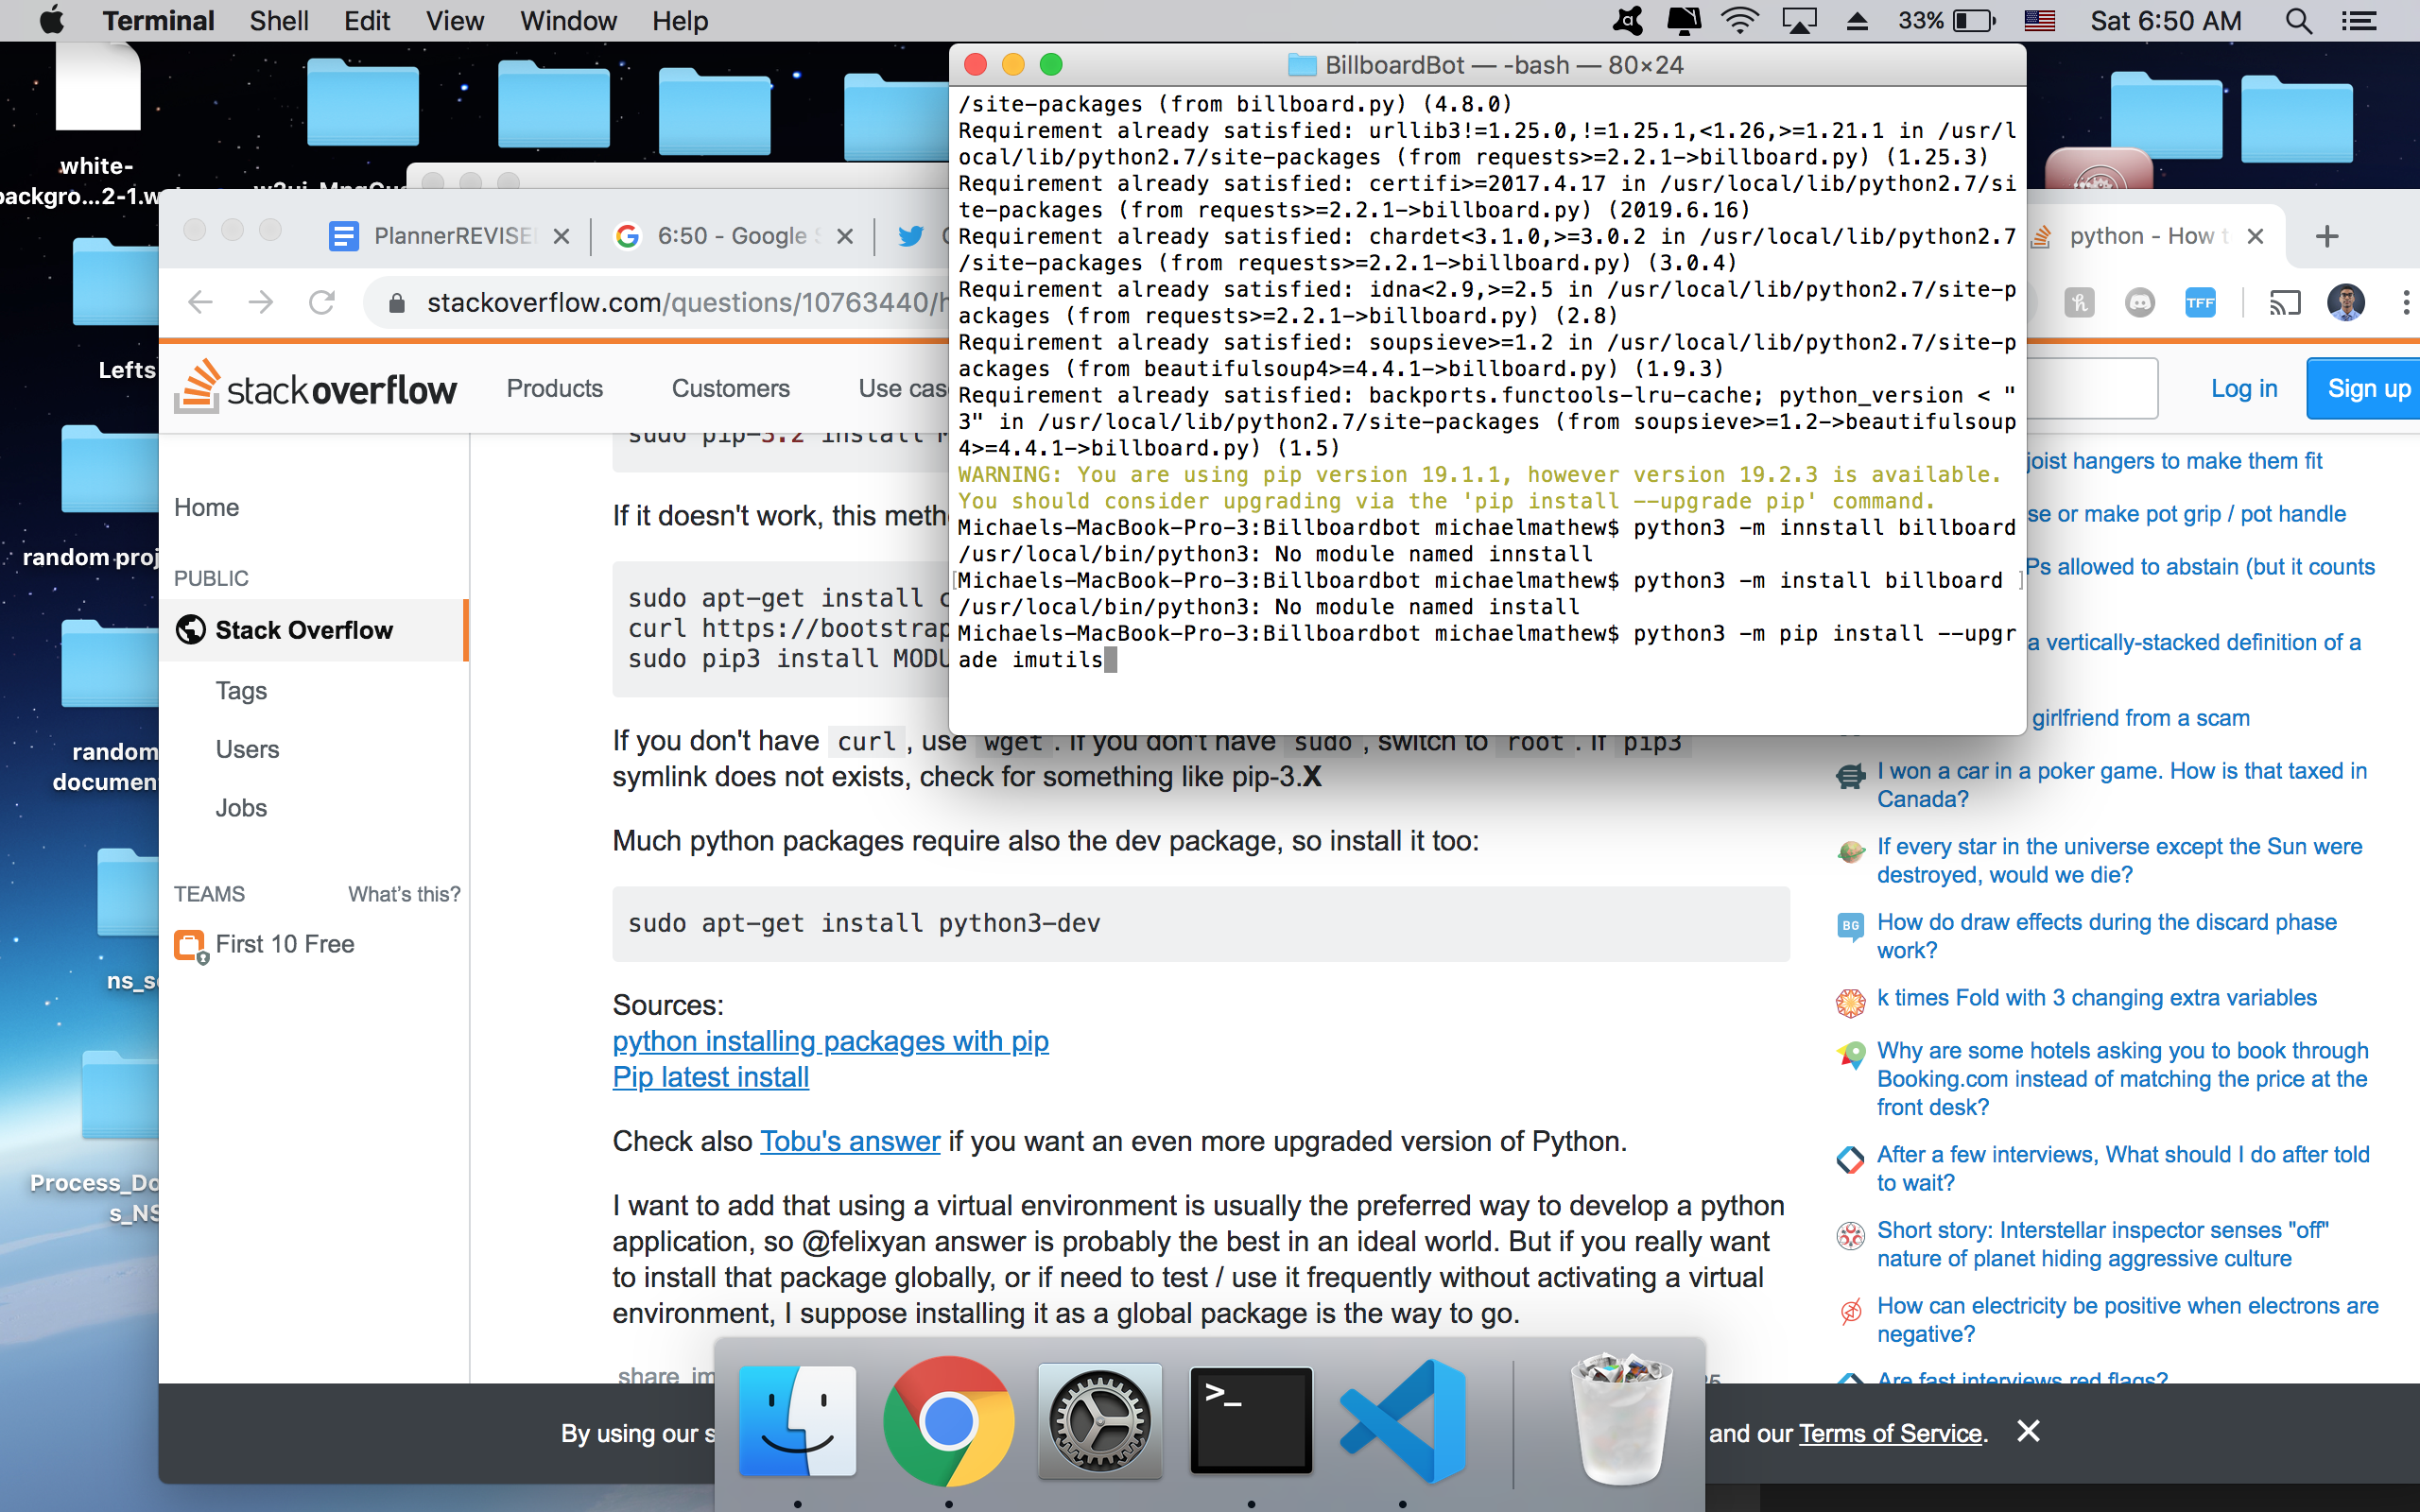 Terminal Shell Edit View Window Help
33% Sat 6:50 AM
BillboardBot — -bash — 80×24
/site-packages (from billboard.py) (4.8.0)
Requirement already satisfied: urllib3!=1.25.0,!=1.25.1,<1.26,>=1.21.1 in /usr/l
ocal/lib/python2.7/site-packages (from requests>=2.2.1->billboard.py) (1.25.3)
Requirement already satisfied: certifi>=2017.4.17 in /usr/local/lib/python2.7/si
te-packages (from requests>=2.2.1->billboard.py) (2019.6.16)
Requirement already satisfied: chardet<3.1.0,>=3.0.2 in /usr/local/lib/python2.7
/site-packages (from requests>=2.2.1->billboard.py) (3.0.4)
Requirement already satisfied: idna<2.9,>=2.5 in /usr/local/lib/python2.7/site-p
ackages (from requests>=2.2.1->billboard.py) (2.8)
Requirement already satisfied: soupsieve>=1.2 in /usr/local/lib/python2.7/site-p
ackages (from beautifulsoup4>=4.4.1->billboard.py) (1.9.3)
Requirement already satisfied: backports.functools-lru-cache; python_version < "
3" in /usr/local/lib/python2.7/site-packages (from soupsieve>=1.2->beautifulsoup
4>=4.4.1->billboard.py) (1.5)
WARNING: You are using pip version 19.1.1, however version 19.2.3 is available.
You should consider upgrading via the 'pip install --upgrade pip' command.
Michaels-MacBook-Pro-3:Billboardbot michaelmathew$ python3 -m innstall billboard
/usr/local/bin/python3: No module named innstall
[Michaels-MacBook-Pro-3:Billboardbot michaelmathew$ python3 -m install billboard ]
/usr/local/bin/python3: No module named install
Michaels-MacBook-Pro-3:Billboardbot michaelmathew$ python3 -m pip install --upgr
ade imutils
white-
backgro...2-1.w
Lefts
random proj
random
document
ns_s
Process_Do
s_NS
PlannerREVISE
6:50 - Google S
python - How t
stackoverflow.com/questions/10763440/h
TFF
stackoverflow Products Customers Use cas
Log in Sign up
Home
PUBLIC
Stack Overflow
Tags
Users
Jobs
TEAMS What's this?
First 10 Free
sudo pip-3.2 install M
If it doesn't work, this meth
sudo apt-get install c
curl https://bootstrap
sudo pip3 install MODU
If you don't have curl , use wget . If you don't have sudo , switch to root . If pip3
symlink does not exists, check for something like pip-3.X
Much python packages require also the dev package, so install it too:
sudo apt-get install python3-dev
Sources:
python installing packages with pip
Pip latest install
Check also Tobu's answer if you want an even more upgraded version of Python.
I want to add that using a virtual environment is usually the preferred way to develop a python
application, so @felixyan answer is probably the best in an ideal world. But if you really want
to install that package globally, or if need to test / use it frequently without activating a virtual
environment, I suppose installing it as a global package is the way to go.
share im
joist hangers to make them fit
se or make pot grip / pot handle
Ps allowed to abstain (but it counts
a vertically-stacked definition of a
girlfriend from a scam
I won a car in a poker game. How is that taxed in
Canada?
If every star in the universe except the Sun were
destroyed, would we die?
BG
How do draw effects during the discard phase
work?
k times Fold with 3 changing extra variables
Why are some hotels asking you to book through
Booking.com instead of matching the price at the
front desk?
After a few interviews, What should I do after told
to wait?
Short story: Interstellar inspector senses "off"
nature of planet hiding aggressive culture
How can electricity be positive when electrons are
negative?
Are fast interviews red flags?
By using our s
and our Terms of Service.
>_